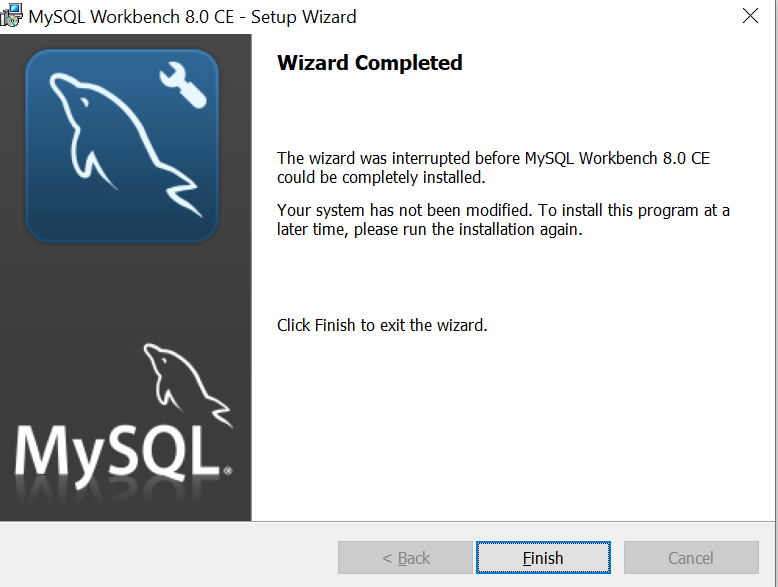 MySQL Workbench 8.0 CE - Setup Wizard
Wizard Completed
The wizard was interrupted before MySQL Workbench 8.0 CE
could be completely installed.
Your system has not been modified. To install this program at a
later time, please run the installation again.
Click Finish to exit the wizard.
MySQL®
< Back
Finish
Cancel